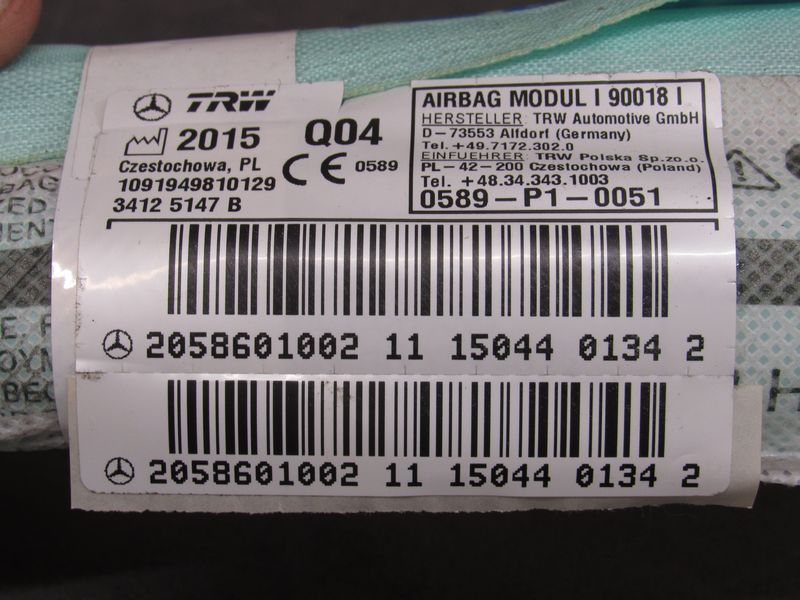 TRW
2015 Q04
Czestochowa, PL CE 0589
1091949810129
3412 5147 B
AIRBAG MODUL I 90018 I
HERSTELLER: TRW Automotive GmbH
D-73553 Alfdorf (Germany)
Tel.+49.7172.302.0
EINFUEHRER: TRW Polska Sp.zo.o.
PL-42-200 Czestochowa (Poland)
Tel. +48.34.343.1003
0589-P1-0051
2058601002 11 15044 0134 2
2058601002 11 15044 0134 2